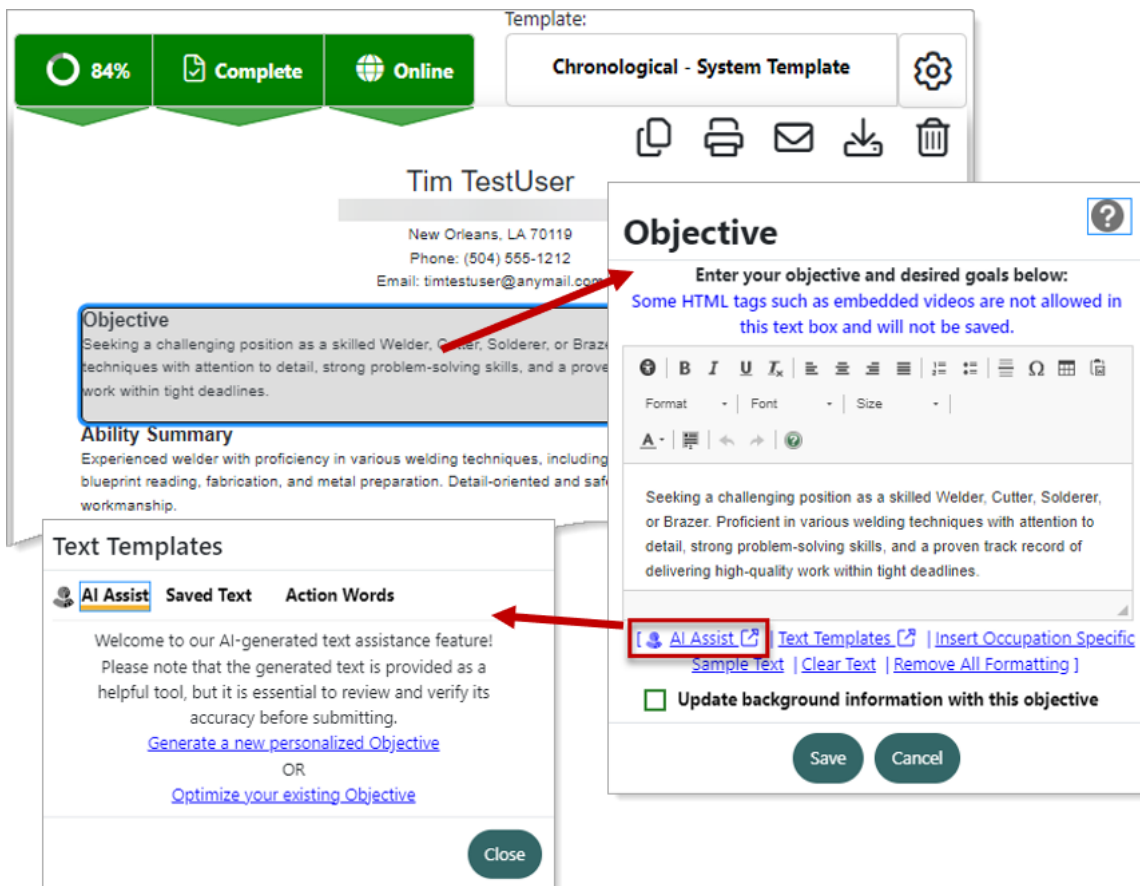 Template:
84%
Complete
Online
Chronological - System Template
Tim TestUser
New Orleans, LA 70119
Phone: (504) 555-1212
Email: timtestuser@anymail.com
Objective
Seeking a challenging position as a skilled Welder, Cutter, Solderer, or
techniques with attention to detail, strong problem-solving skills, and a
work within tight deadlines.
Ability Summary
Experienced welder with proficiency in various welding techniques, including
blueprint reading, fabrication, and metal preparation. Detail-oriented and
workmanship.
Objective
Enter your objective and desired goals below:
Some HTML tags such as embedded videos are not allowed in
this text box and will not be saved.
B I U Tx
Format Font Size
A
Seeking a challenging position as a skilled Welder, Cutter, Solderer,
or Brazer. Proficient in various welding techniques with attention to
detail, strong problem-solving skills, and a proven track record of
delivering high-quality work within tight deadlines.
[ AI Assist | Text Templates | Insert Occupation Specific
Sample Text | Clear Text | Remove All Formatting ]
Update background information with this objective
Save Cancel
Text Templates
AI Assist Saved Text Action Words
Welcome to our AI-generated text assistance feature!
Please note that the generated text is provided as a
helpful tool, but it is essential to review and verify its
accuracy before submitting.
Generate a new personalized Objective
OR
Optimize your existing Objective
Close